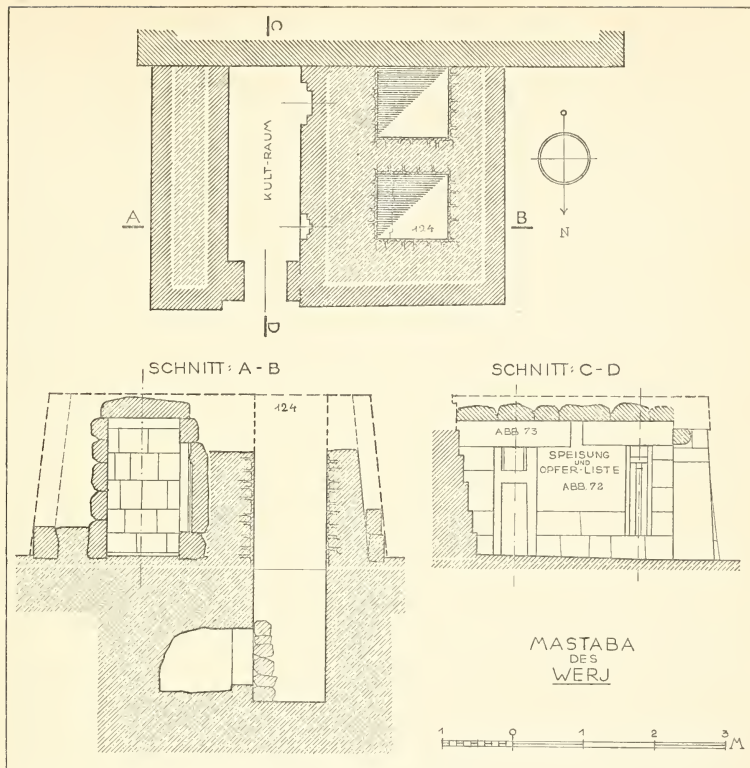 C
KULT-RAUM
A
B
124
N
D
SCHNITT: A-B
124
SCHNITT: C-D
ABB. 73
SPEISUNG
UND
OPFER-LISTE
ABB. 72
MASTABA
DES
WERJ
1 0 1 2 3 M